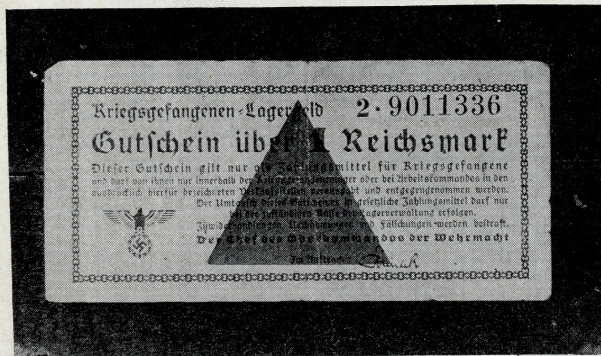 Kriegsgefangenen-Lagergeld 2·9011336
Gutschein über 1 Reichsmark
Dieser Gutschein gilt nur als Zahlungsmittel für Kriegsgefangene
und darf von ihnen nur innerhalb der Kriegsgefangenenlager oder bei Arbeitskommandos in den
ausdrücklich hierfür bezeichneten Verkaufsstellen verausgabt und entgegengenommen werden.
Der Umtausch dieses Gutscheines in gesetzliche Zahlungsmittel darf nur
bei der zuständigen Kasse der Lagerverwaltung erfolgen.
Zuwiderhandlungen, Nachahmungen und Fälschungen werden bestraft.
Der Chef des Oberkommandos der Wehrmacht
Im Auftrage: